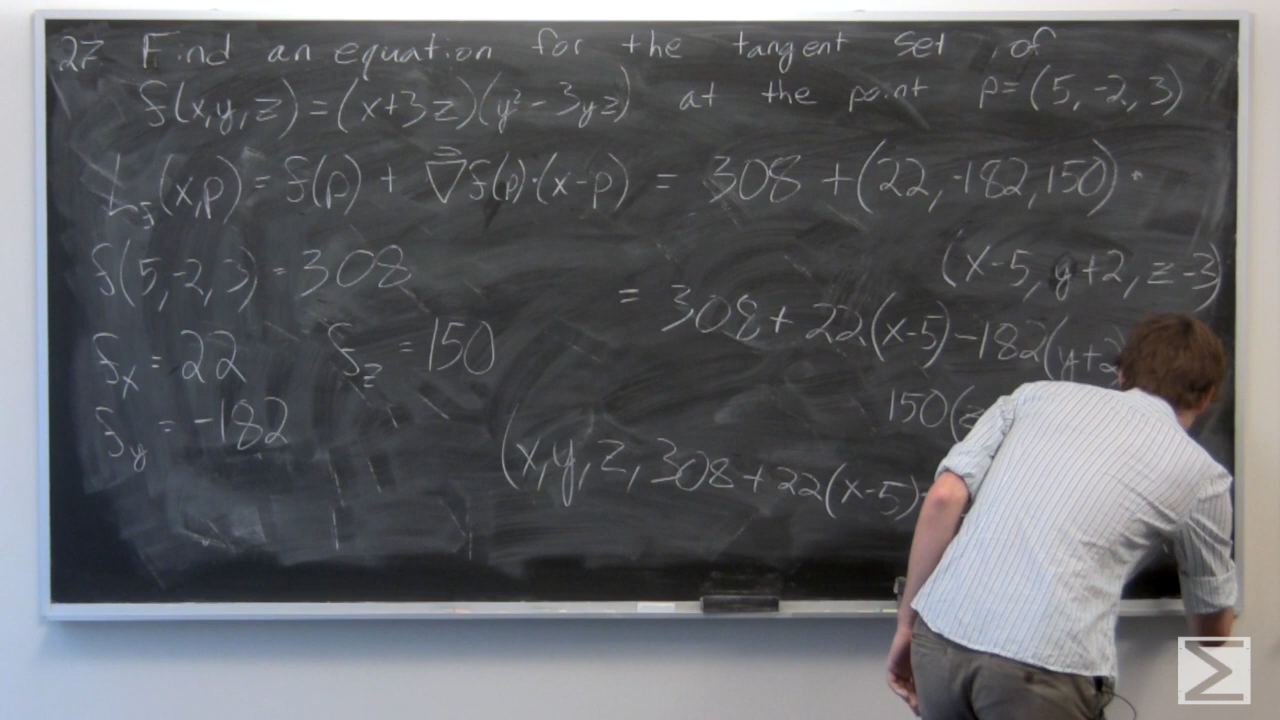 27 Find an equation for the tangent set of
f(x,y,z)=(x+3z)(y²-3yz) at the point p=(5,-2,3)
L_f(x,p)=f(p)+∇⃗f(p)·(x-p) = 308+(22,-182,150)·
(x-5,y+2,z-3)
f(5,-2,3)=308
= 308+22(x-5)-182(y+2
f_x=22 f_z=150
150(z
f_y=-182
(x,y,z,308+22(x-5)-
Σ